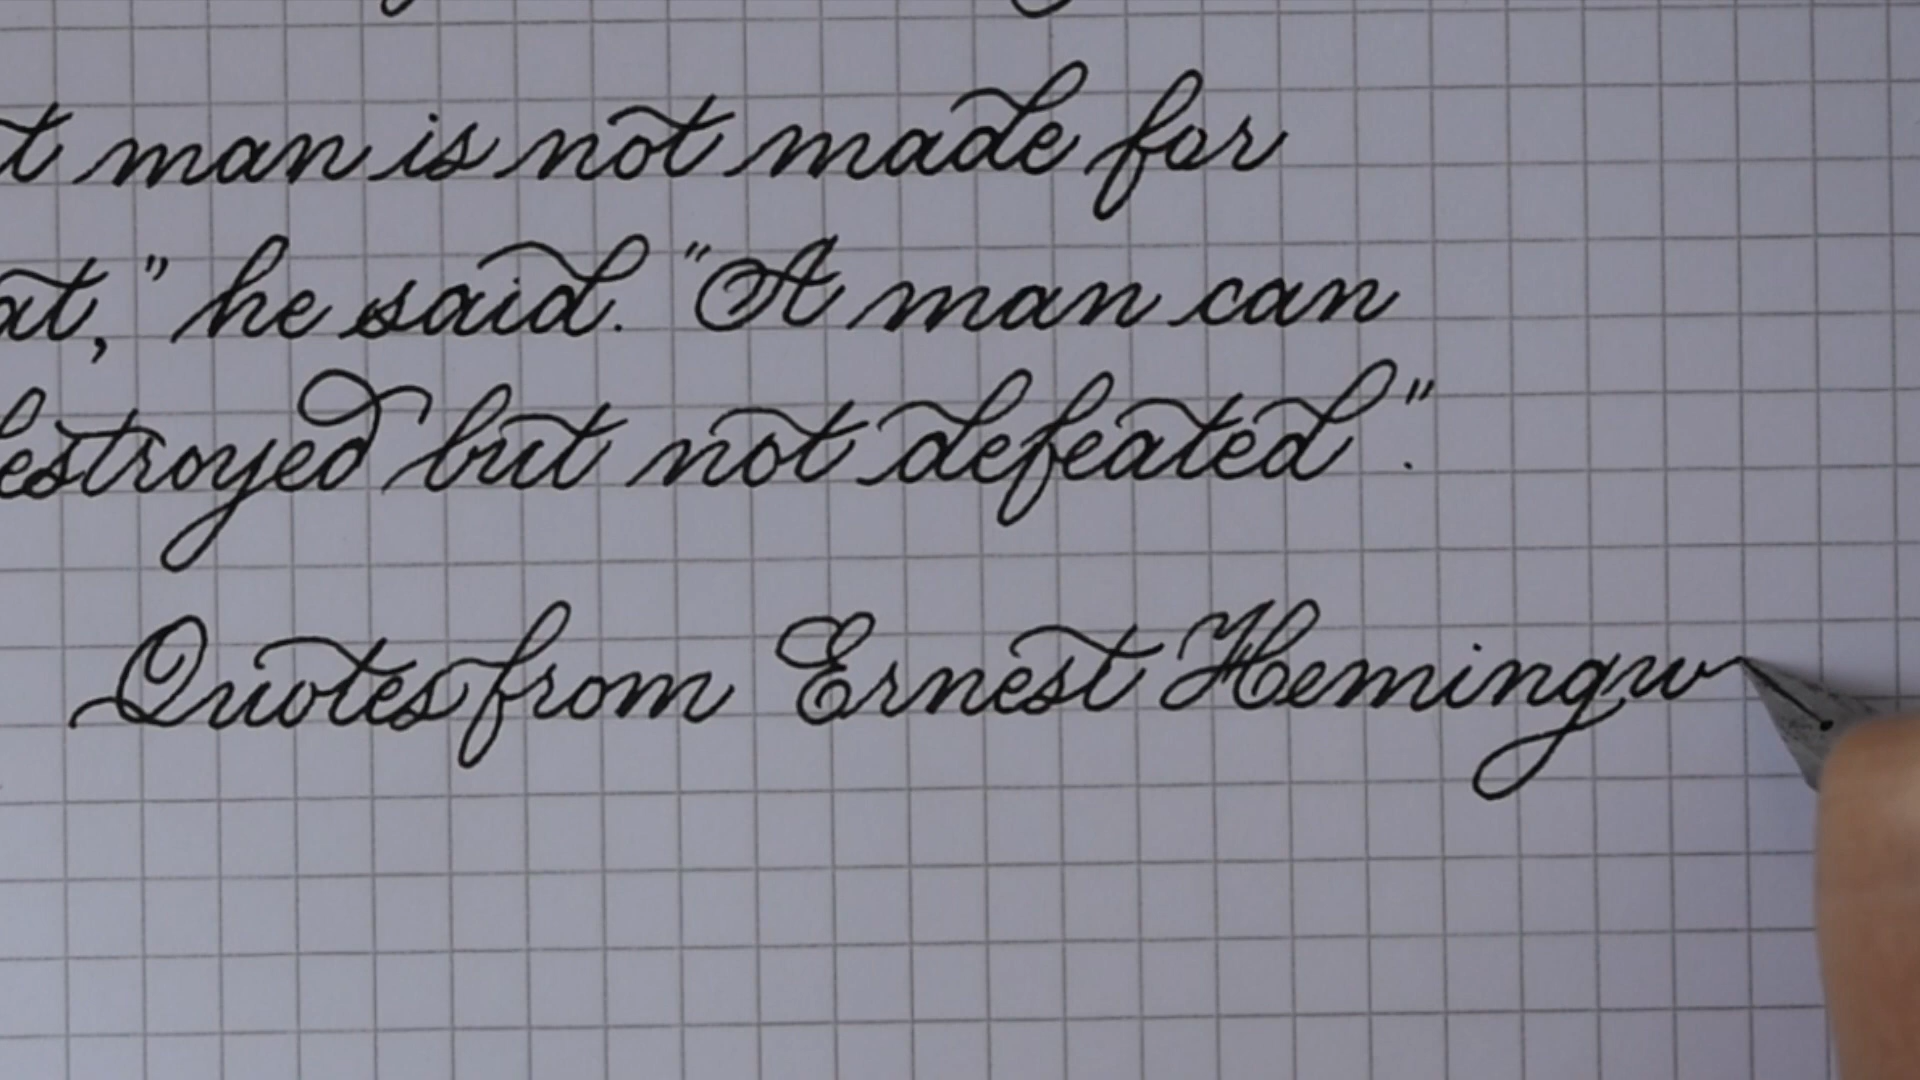 t man is not made for
at," he said. "A man can
estroyed but not defeated".
Quotes from Ernest Hemingw